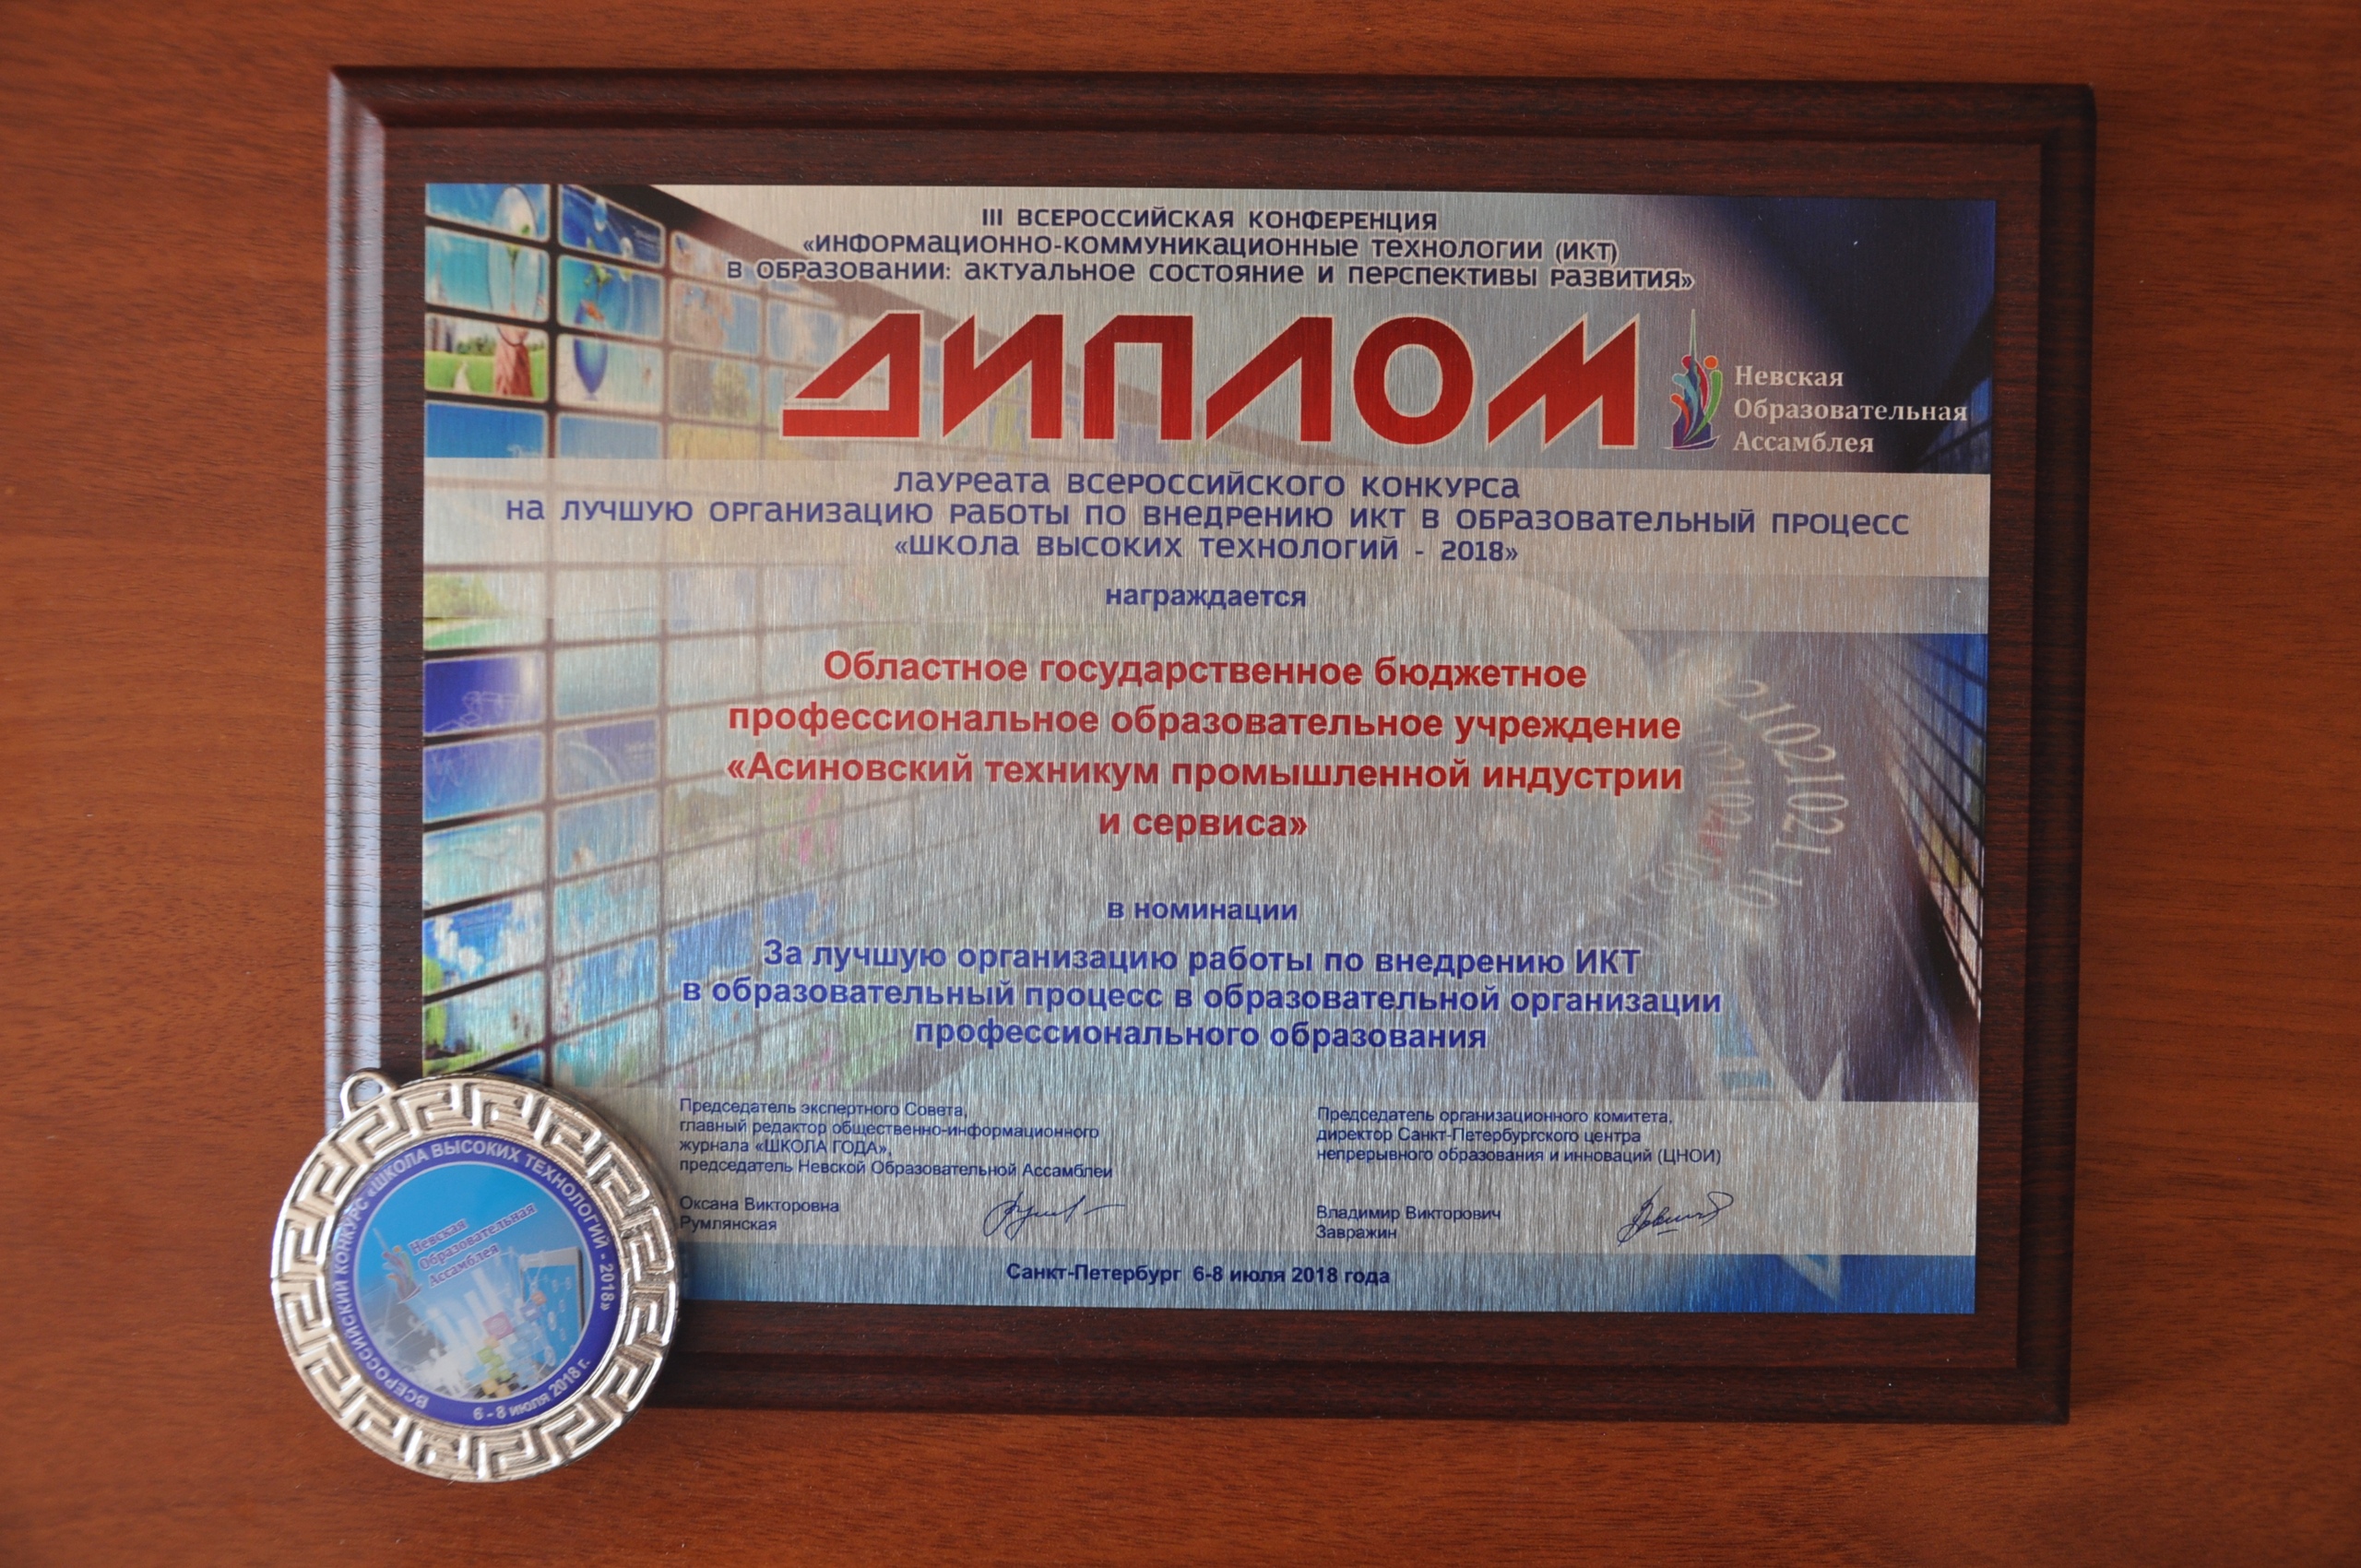 III ВСЕРОССИЙСКАЯ КОНФЕРЕНЦИЯ
«ИНФОРМАЦИОННО-КОММУНИКАЦИОННЫЕ ТЕХНОЛОГИИ (ИКТ)
В ОБРАЗОВАНИИ: АКТУАЛЬНОЕ СОСТОЯНИЕ И ПЕРСПЕКТИВЫ РАЗВИТИЯ»
ДИПЛОМ
Невская
Образовательная
Ассамблея
ЛАУРЕАТА ВСЕРОССИЙСКОГО КОНКУРСА
НА ЛУЧШУЮ ОРГАНИЗАЦИЮ РАБОТЫ ПО ВНЕДРЕНИЮ ИКТ В ОБРАЗОВАТЕЛЬНЫЙ ПРОЦЕСС
«ШКОЛА ВЫСОКИХ ТЕХНОЛОГИЙ - 2018»
награждается
Областное государственное бюджетное
профессиональное образовательное учреждение
«Асиновский техникум промышленной индустрии
и сервиса»
в номинации
За лучшую организацию работы по внедрению ИКТ
в образовательный процесс в образовательной организации
профессионального образования
Председатель экспертного Совета,
главный редактор общественно-информационного
журнала «ШКОЛА ГОДА»,
председатель Невской Образовательной Ассамблеи
Оксана Викторовна
Румлянская
Председатель организационного комитета,
директор Санкт-Петербургского центра
непрерывного образования и инноваций (ЦНОИ)
Владимир Викторович
Завражин
Санкт-Петербург 6-8 июля 2018 года
ВСЕРОССИЙСКИЙ КОНКУРС «ШКОЛА ВЫСОКИХ ТЕХНОЛОГИЙ - 2018»
Невская
Образовательная
Ассамблея
6 - 8 июля 2018 г.